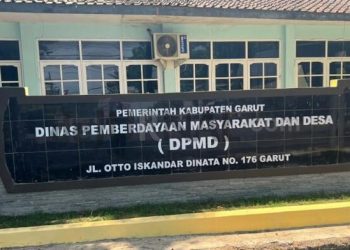 PEMERINTAH KABUPATEN GARUT
DINAS PEMBERDAYAAN MASYARAKAT DAN DESA
( DPMD )
JL. OTTO ISKANDAR DINATA NO. 176 GARUT